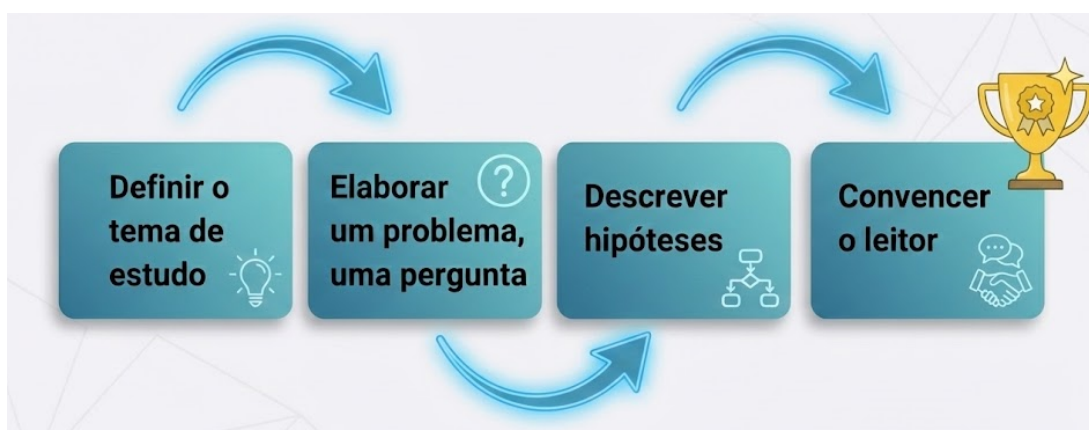 Definir o
tema de
estudo
Elaborar
um problema,
uma pergunta
?
Descrever
hipóteses
Convencer
o leitor